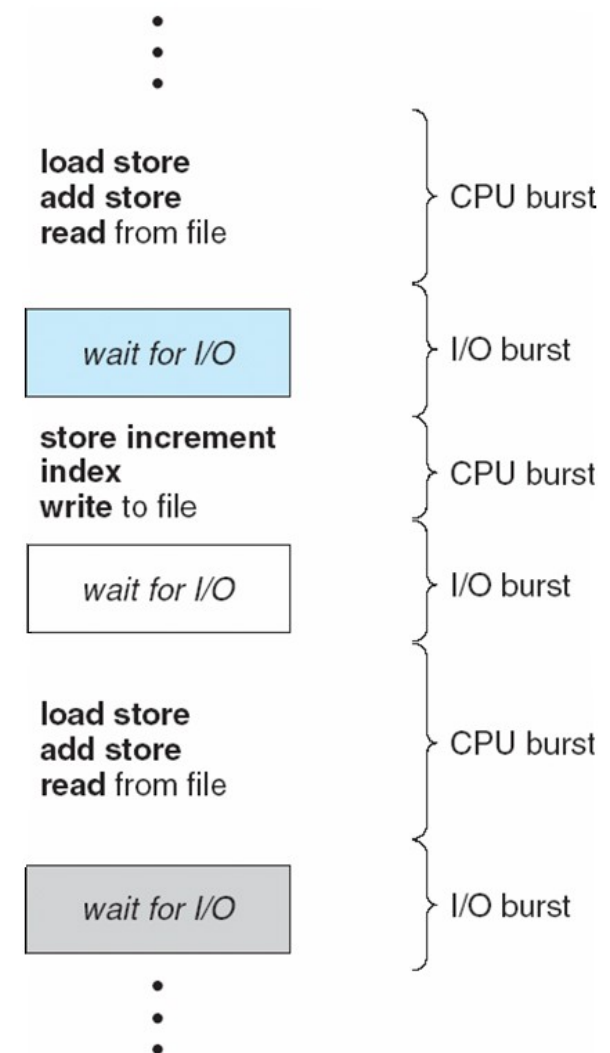 load store
add store
read from file
CPU burst
wait for I/O
I/O burst
store increment
index
write to file
CPU burst
wait for I/O
I/O burst
load store
add store
read from file
CPU burst
wait for I/O
I/O burst